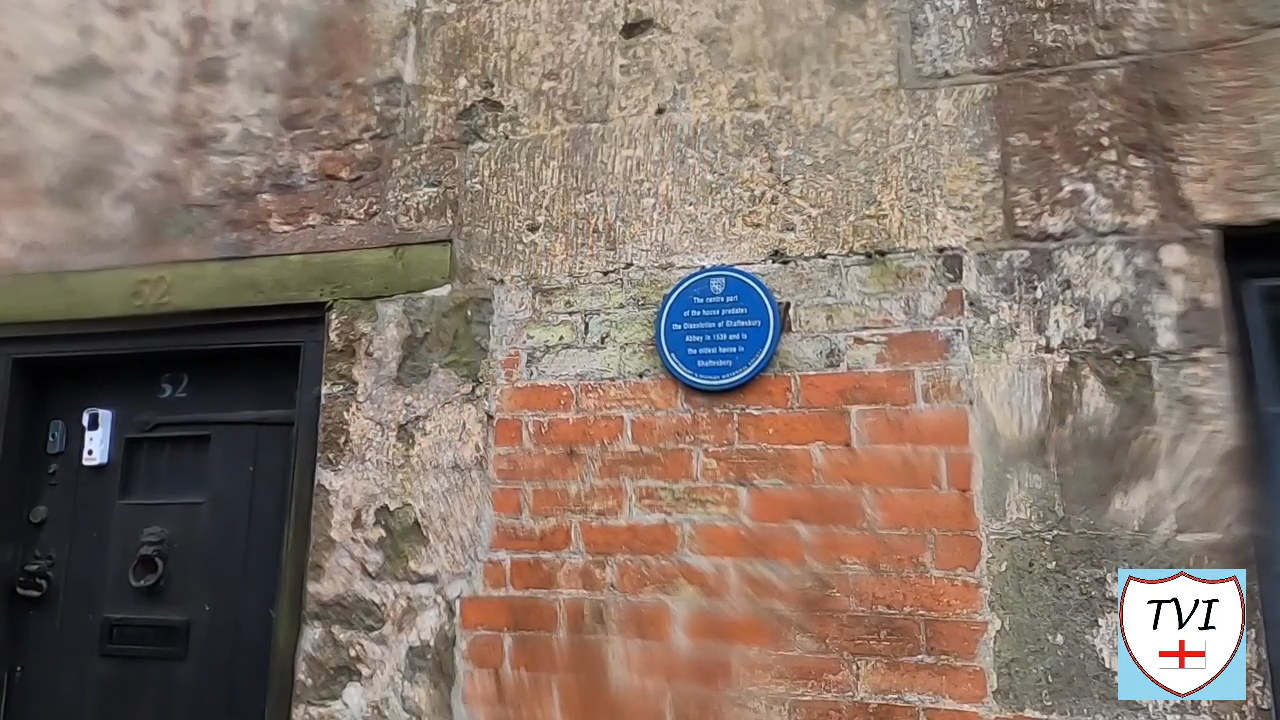 52
52
The centre part
of the house predates
the Dissolution of Shaftesbury
Abbey in 1539 and is
the oldest house in
Shaftesbury
TVI